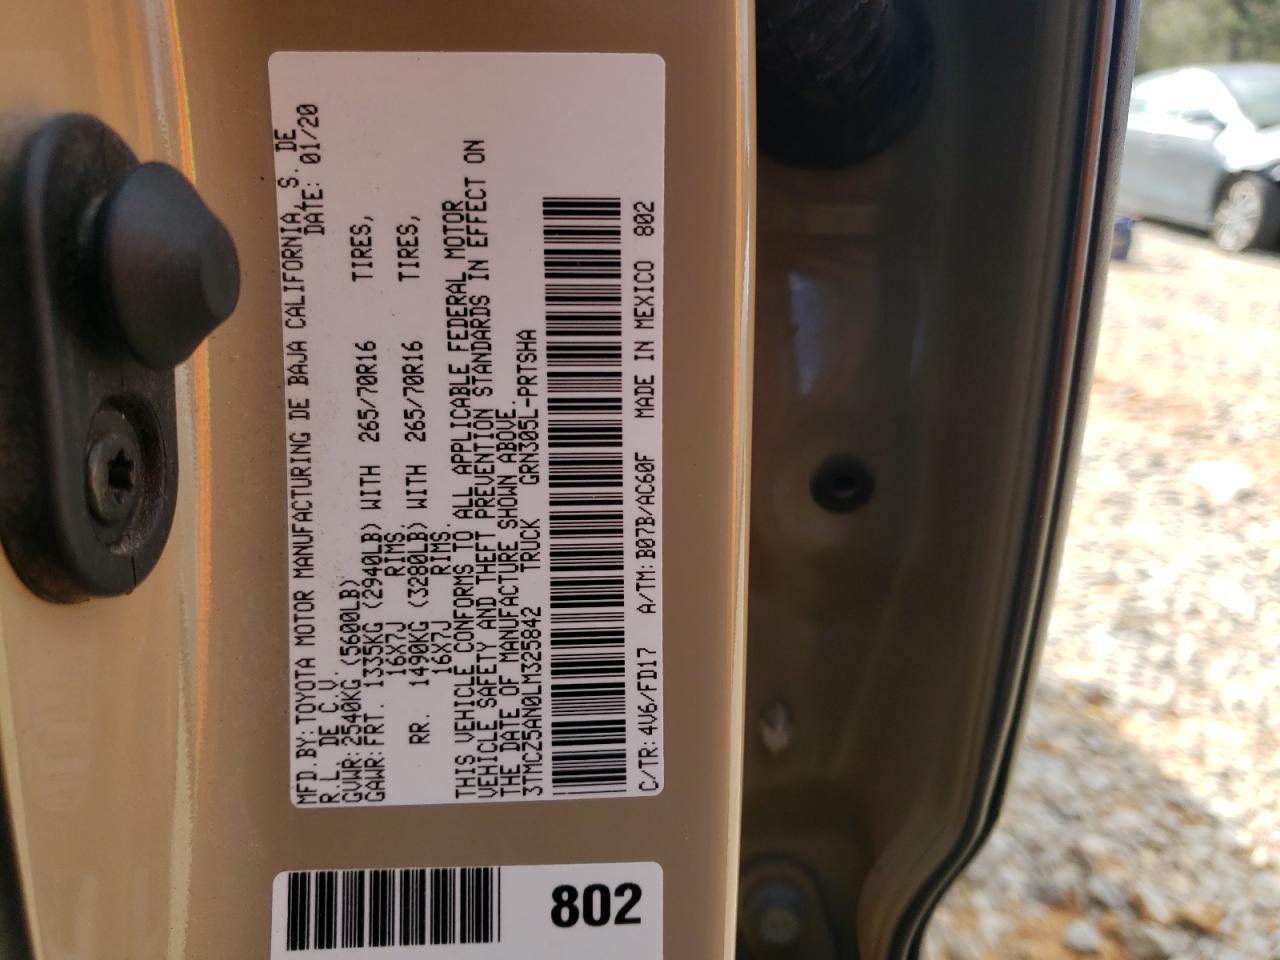 MFD.BY:TOYOTA MOTOR MANUFACTURING DE BAJA CALIFORNIA, S. DE
R.L. DE C.V. DATE: 01/20
GVWR:2540KG (5600LB)
GAWR:FRT. 1335KG (2940LB) WITH 265/70R16 TIRES,
16X7J RIMS.
RR. 1490KG (3280LB) WITH 265/70R16 TIRES,
16X7J RIMS.
THIS VEHICLE CONFORMS TO ALL APPLICABLE FEDERAL MOTOR
VEHICLE SAFETY AND THEFT PREVENTION STANDARDS IN EFFECT ON
THE DATE OF MANUFACTURE SHOWN ABOVE.
3TMCZ5AN0LM325842 TRUCK GRN305L-PRTSHA
C/TR:4V6/FD17 A/TM:B07B/AC60F MADE IN MEXICO 802
802